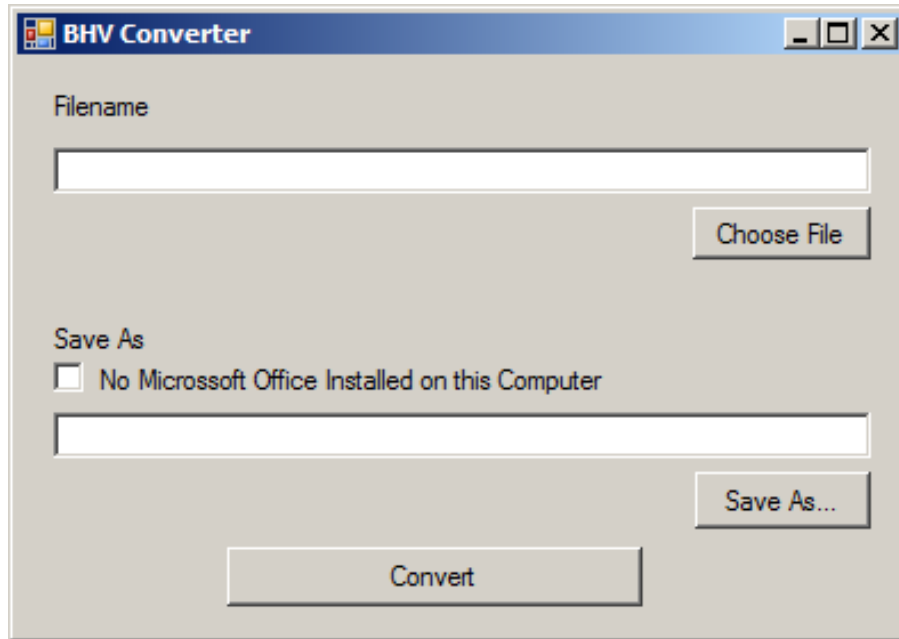 BHV Converter
Filename
Choose File
Save As
No Microssoft Office Installed on this Computer
Save As...
Convert